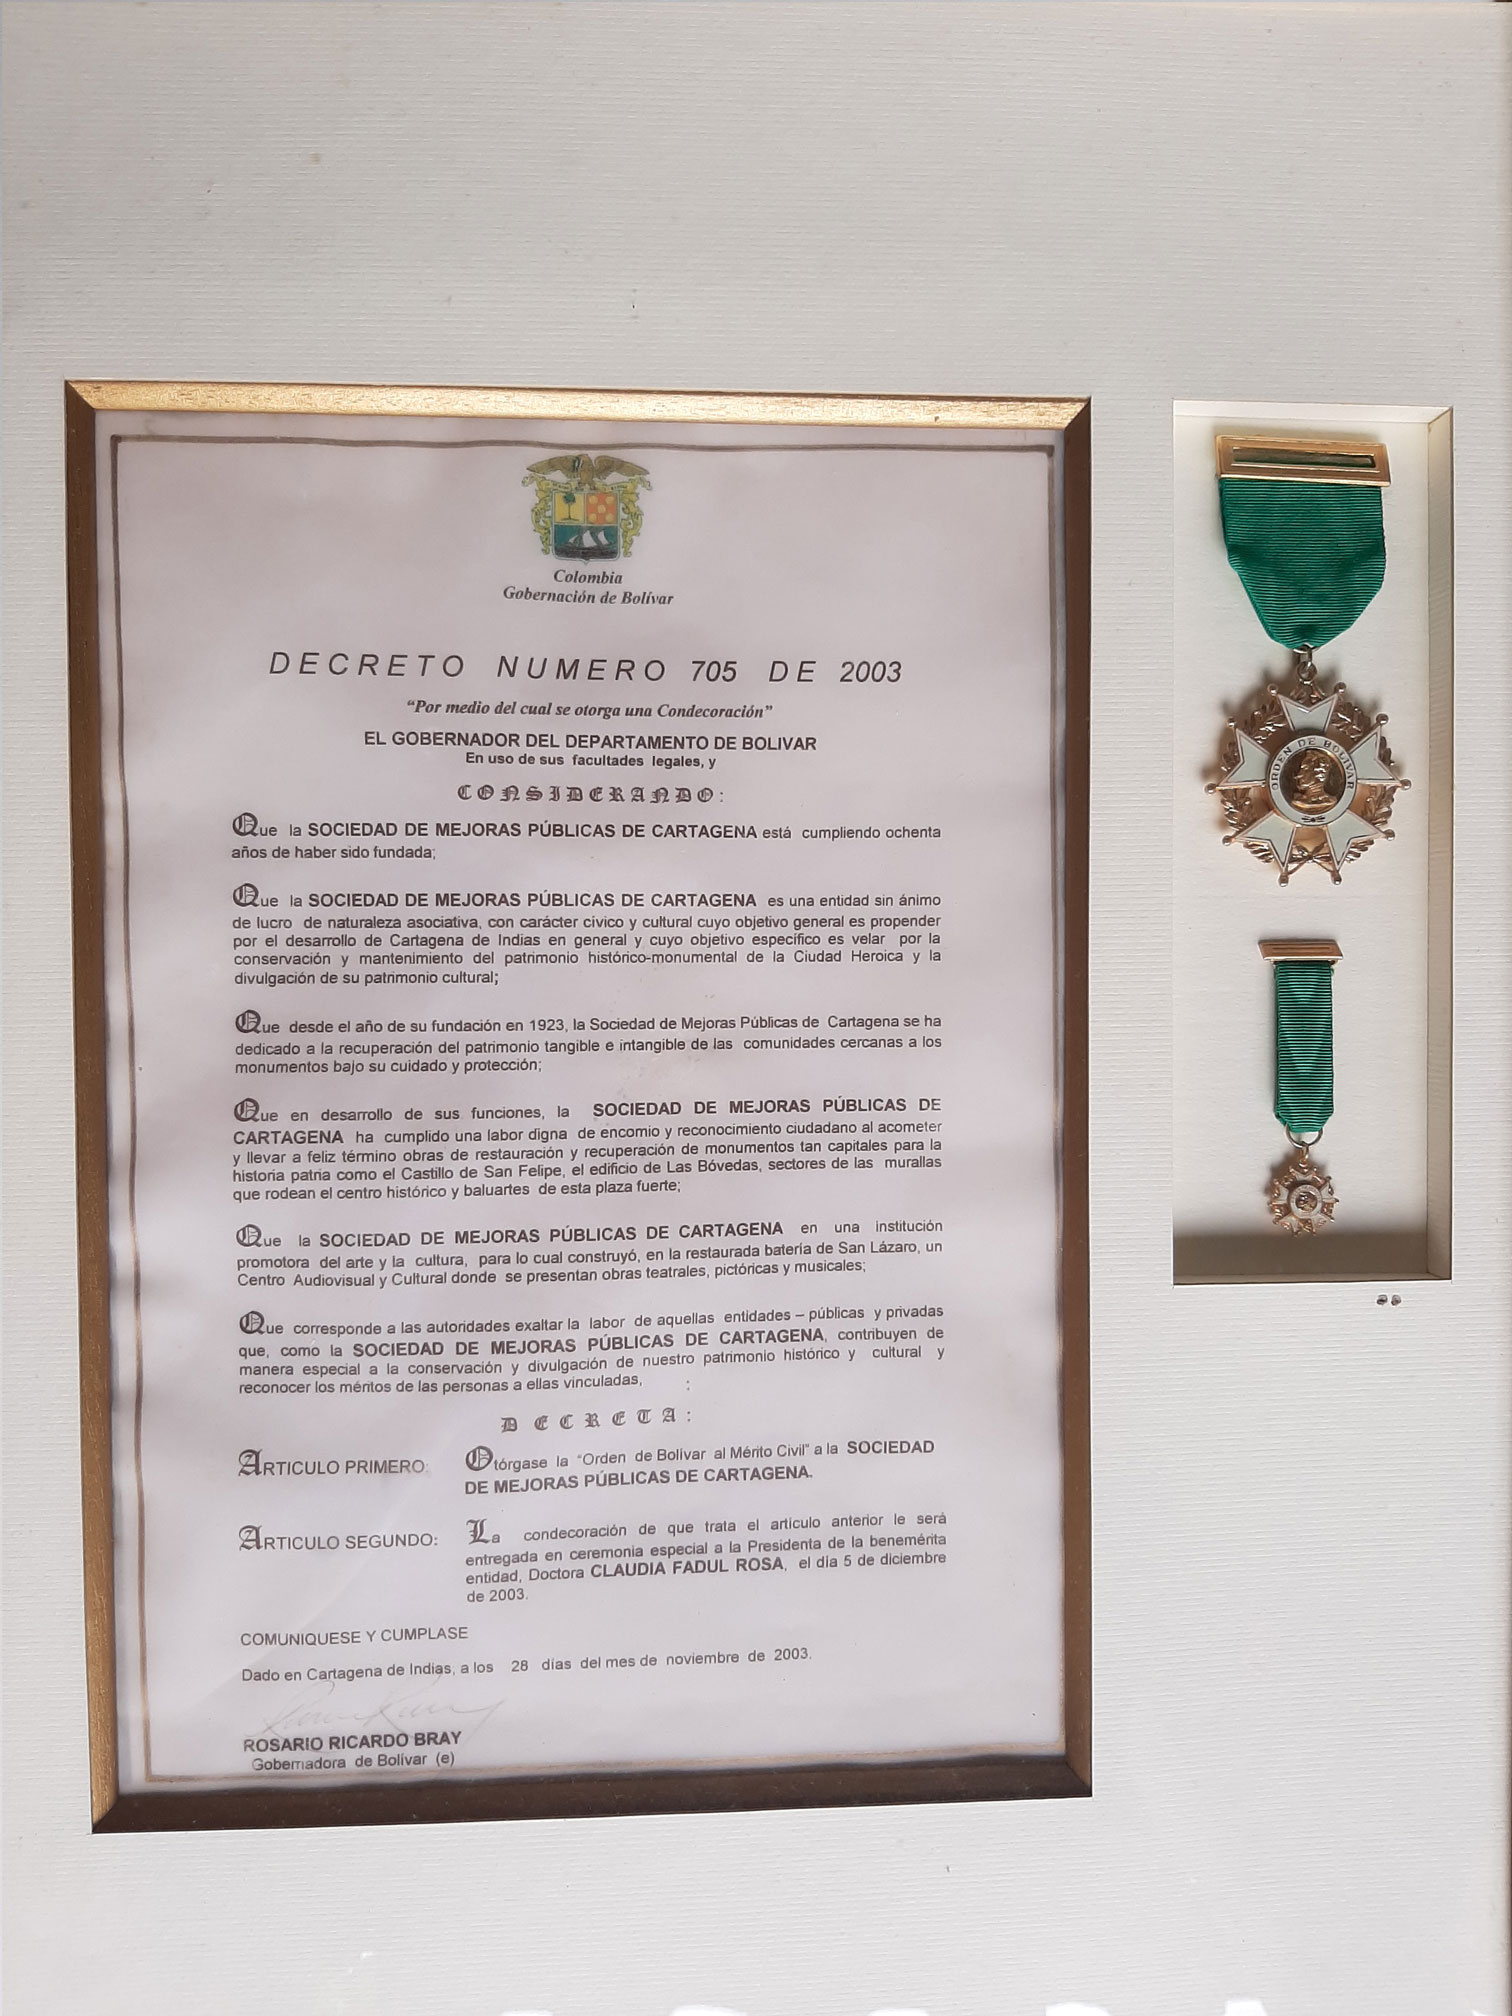 Colombia
Gobernación de Bolívar
DECRETO NUMERO 705 DE 2003
“Por medio del cual se otorga una Condecoración”
EL GOBERNADOR DEL DEPARTAMENTO DE BOLIVAR
En uso de sus facultades legales, y
CONSIDERANDO:
Que la SOCIEDAD DE MEJORAS PÚBLICAS DE CARTAGENA está cumpliendo ochenta
años de haber sido fundada;
Que la SOCIEDAD DE MEJORAS PÚBLICAS DE CARTAGENA es una entidad sin ánimo
de lucro de naturaleza asociativa, con carácter cívico y cultural cuyo objetivo general es propender
por el desarrollo de Cartagena de Indias en general y cuyo objetivo específico es velar por la
conservación y mantenimiento del patrimonio histórico-monumental de la Ciudad Heroica y la
divulgación de su patrimonio cultural;
Que desde el año de su fundación en 1923, la Sociedad de Mejoras Públicas de Cartagena se ha
dedicado a la recuperación del patrimonio tangible e intangible de las comunidades cercanas a los
monumentos bajo su cuidado y protección;
Que en desarrollo de sus funciones, la SOCIEDAD DE MEJORAS PÚBLICAS DE
CARTAGENA ha cumplido una labor digna de encomio y reconocimiento ciudadano al acometer
y llevar a feliz término obras de restauración y recuperación de monumentos tan capitales para la
historia patria como el Castillo de San Felipe, el edificio de Las Bóvedas, sectores de las murallas
que rodean el centro histórico y baluartes de esta plaza fuerte;
Que la SOCIEDAD DE MEJORAS PÚBLICAS DE CARTAGENA en una institución
promotora del arte y la cultura, para lo cual construyó, en la restaurada batería de San Lázaro, un
Centro Audiovisual y Cultural donde se presentan obras teatrales, pictóricas y musicales;
Que corresponde a las autoridades exaltar la labor de aquellas entidades – públicas y privadas
que, como la SOCIEDAD DE MEJORAS PÚBLICAS DE CARTAGENA, contribuyen de
manera especial a la conservación y divulgación de nuestro patrimonio histórico y cultural y
reconocer los méritos de las personas a ellas vinculadas, :
DECRETA:
ARTICULO PRIMERO: Otórgase la “Orden de Bolívar al Mérito Civil” a la SOCIEDAD
DE MEJORAS PÚBLICAS DE CARTAGENA.
ARTICULO SEGUNDO: La condecoración de que trata el artículo anterior le será
entregada en ceremonia especial a la Presidenta de la benemérita
entidad, Doctora CLAUDIA FADUL ROSA, el día 5 de diciembre
de 2003.
COMUNIQUESE Y CUMPLASE
Dado en Cartagena de Indias, a los 28 días del mes de noviembre de 2003.
ROSARIO RICARDO BRAY
Gobernadora de Bolívar (e)
ORDEN DE BOLIVAR